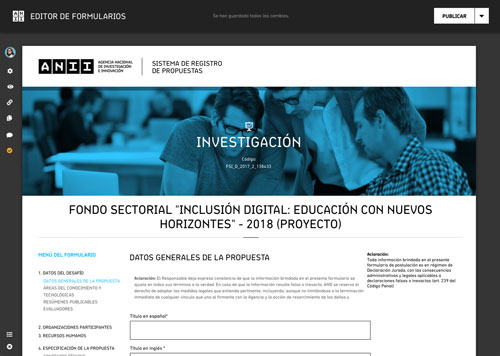 ANII
EDITOR DE FORMULARIOS
Se han guardado todos los cambios.
PUBLICAR
ANII
AGENCIA NACIONAL
DE INVESTIGACIÓN
E INNOVACIÓN
SISTEMA DE REGISTRO
DE PROPUESTAS
INVESTIGACIÓN
Código
FSI_D_2017_2_138433
FONDO SECTORIAL "INCLUSIÓN DIGITAL: EDUCACIÓN CON NUEVOS
HORIZONTES" - 2018 (PROYECTO)
MENÚ DEL FORMULARIO
1. DATOS DEL DESAFÍO
DATOS GENERALES DE LA PROPUESTA
ÁREAS DEL CONOCIMIENTO Y
TECNOLÓGICAS
RESÚMENES PUBLICABLES
EVALUADORES
2. ORGANIZACIONES PARTICIPANTES
3. RECURSOS HUMANOS
4. ESPECIFICACIÓN DE LA PROPUESTA
DATOS GENERALES DE LA PROPUESTA
Aclaración: El Responsable deja expresa constancia de que la información brindada en el presente formulario se
ajusta en todos sus términos a la verdad. En caso de que la información resulte falsa o inexacta, ANII se reserva el
derecho de adoptar las medidas legales que entienda pertinente, incluyendo, aunque no limitándose a la terminación
inmediata de cualquier vínculo que una al firmante con la Agencia y la acción de resarcimiento de los daños y
Título en español*
Título en inglés *
Aclaración:
Toda información brindada en el presente
formulario de postulación es en régimen de
Declaración Jurada, con las consecuencias
administrativas y legales aplicables a
declaraciones falsas o inexactas (art. 239 del
Código Penal)